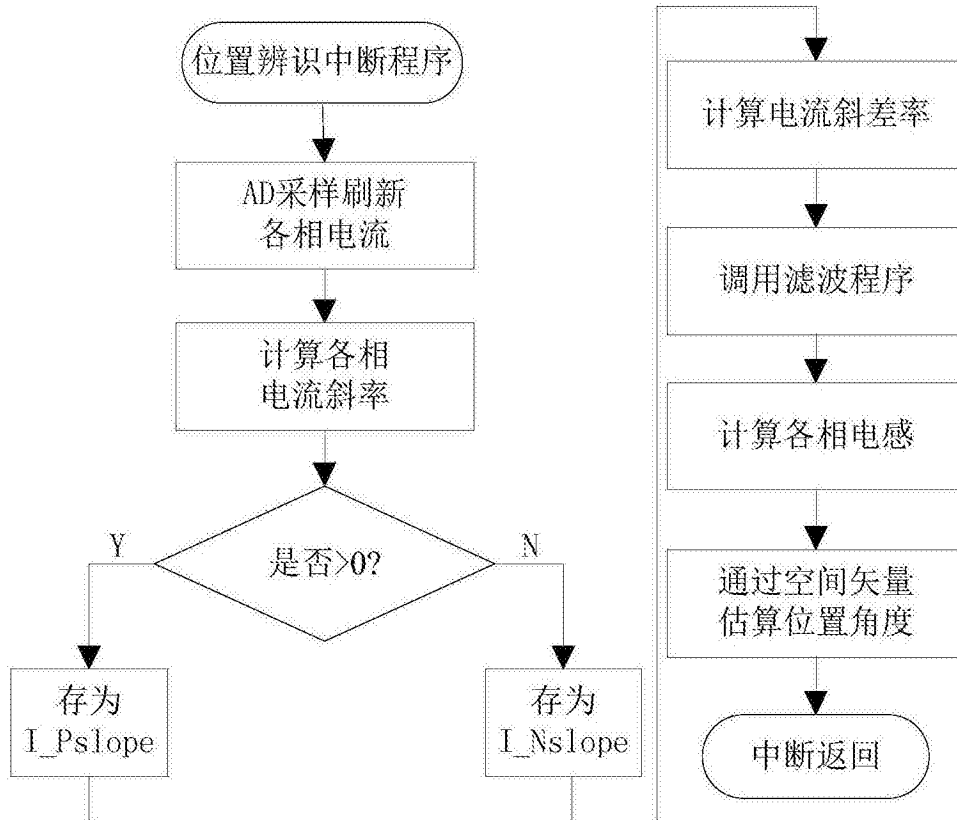 位置辨识中断程序
AD采样刷新
各相电流
计算各相
电流斜率
是否>0?
Y
N
存为
I_Pslope
存为
I_Nslope
计算电流斜差率
调用滤波程序
计算各相电感
通过空间矢量
估算位置角度
中断返回